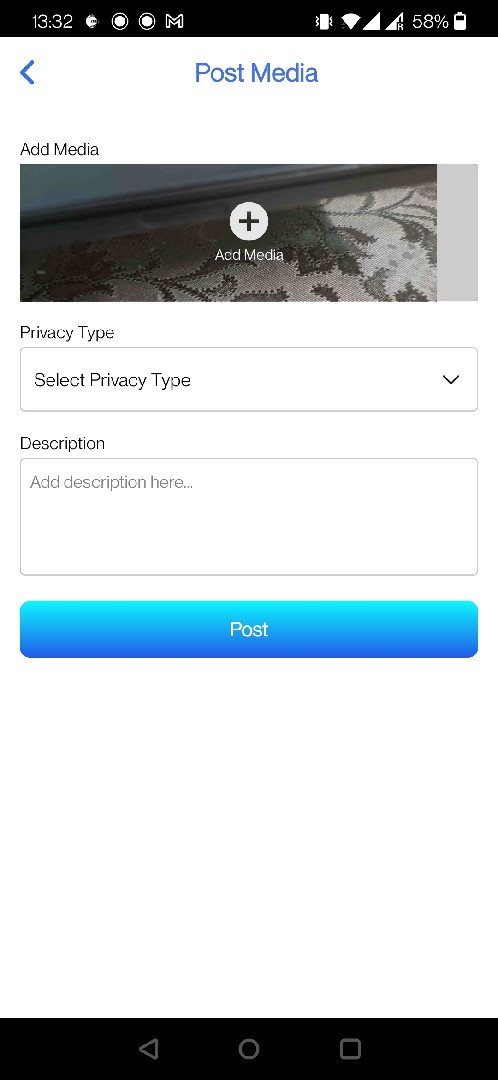 13:32 58%
Post Media
Add Media
Add Media
Privacy Type
Select Privacy Type
Description
Add description here...
Post